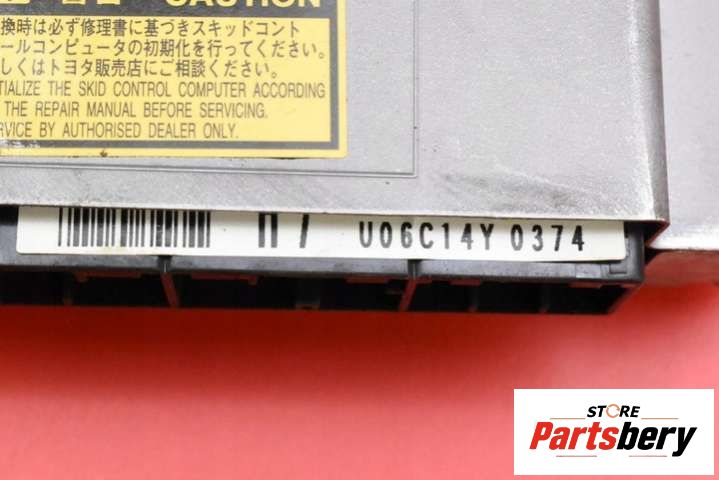 CAUTION
換時は必ず修理書に基づきスキッドコント
ールコンピュータの初期化を行ってください。
しくはトヨタ販売店にご相談ください。
TIALIZE THE SKID CONTROL COMPUTER ACCORDING
THE REPAIR MANUAL BEFORE SERVICING.
RVICE BY AUTHORISED DEALER ONLY.
U06C14Y 0374
STORE
Partsbery